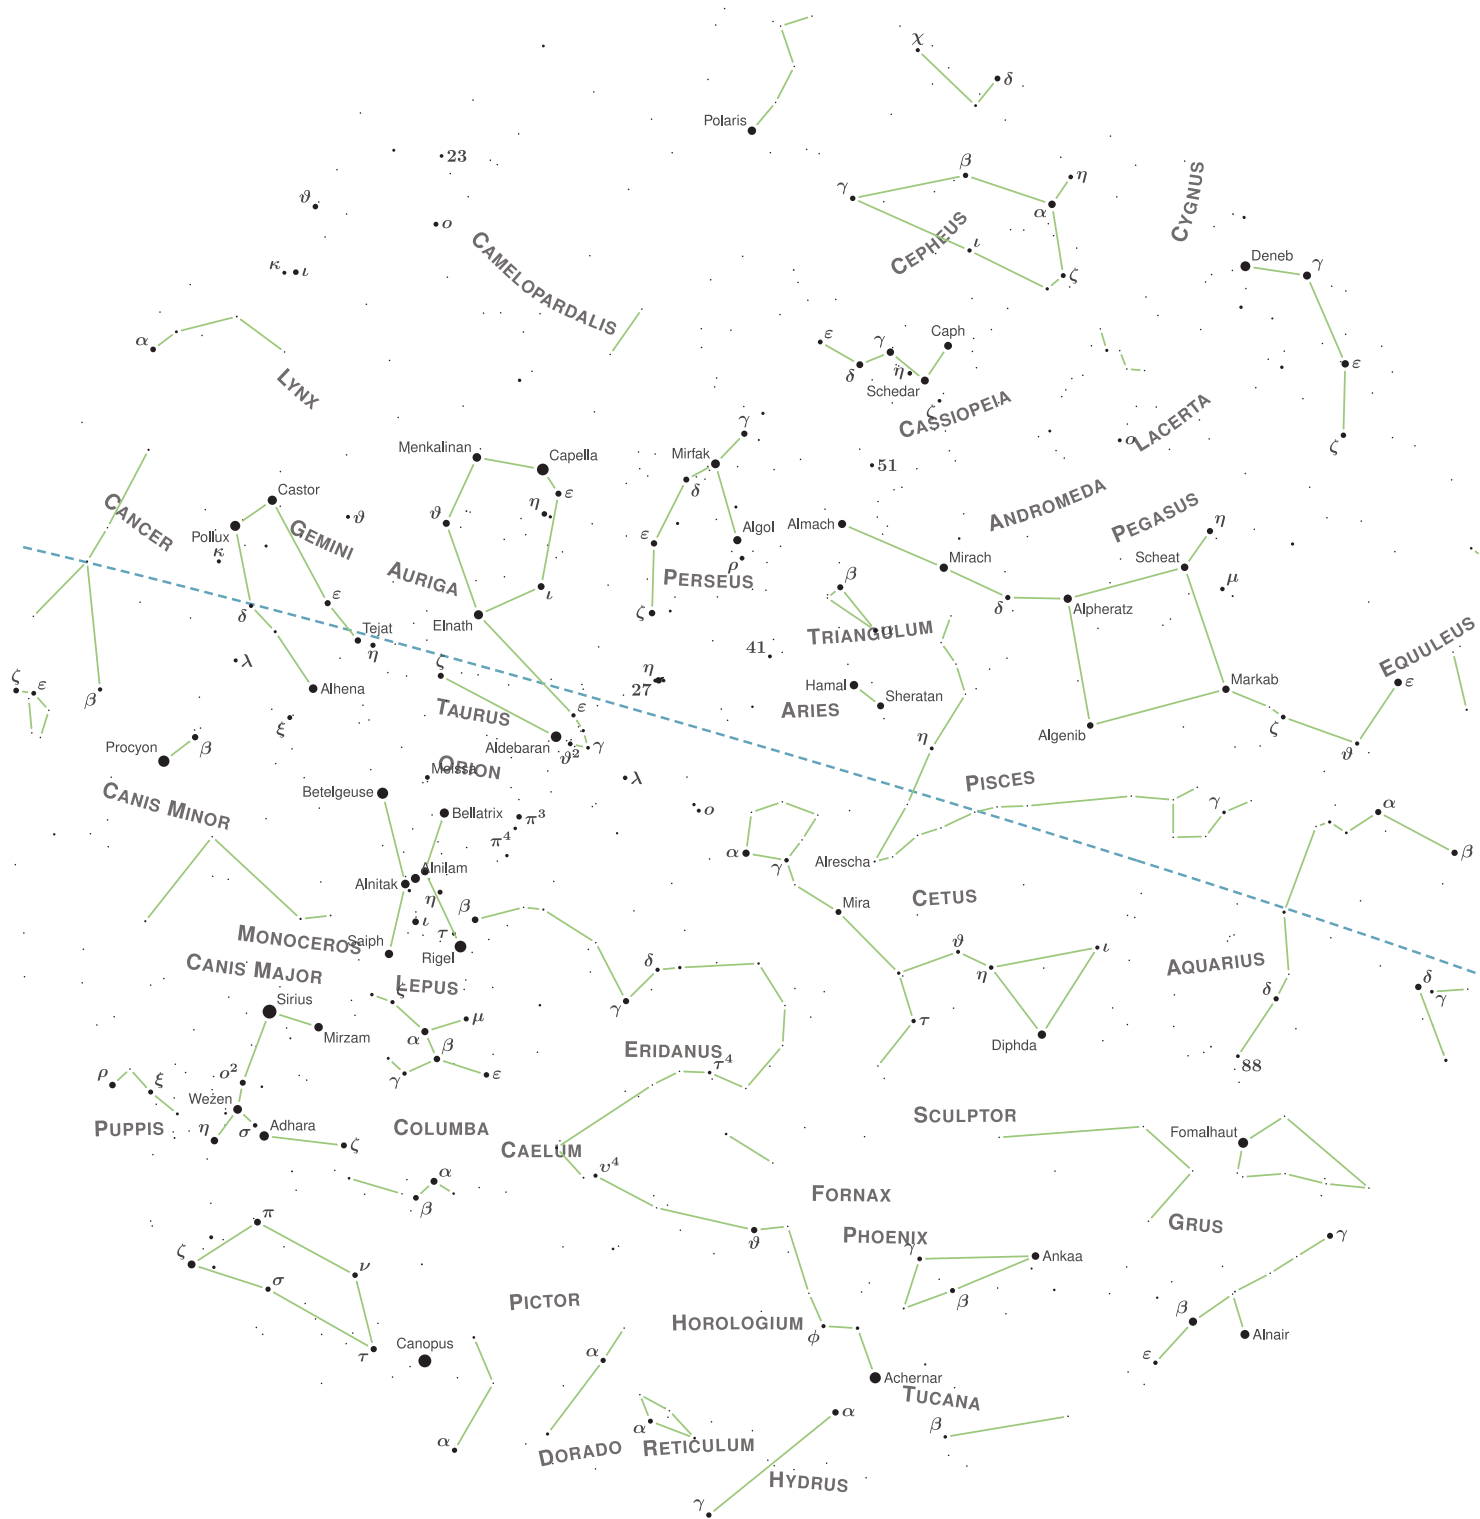 χ
δ
Polaris
23
β
η
γ
α
ϑ
ο
ι
CEPHEUS
CYGNUS
CAMELOPARDALIS
κ
ι
ζ
Deneb
γ
α
LYNX
ε
γ
Caph
δ
η
Schedar
ζ
CASSIOPEIA
ε
ο
LACERTA
ζ
Menkalinan
Capella
Mirfak
γ
51
δ
ε
η
Castor
CANCER
Pollux
GEMINI
ϑ
ϑ
κ
AURIGA
ε
Algol
ρ
PERSEUS
Almach
ANDROMEDA
PEGASUS
η
Mirach
Scheat
β
μ
δ
ε
Tejat
η
Elnath
ι
ζ
δ
Alpheratz
TRIANGULUM
α
41
EQUULEUS
λ
Alhena
ζ
η
27
Hamal
Sheratan
ARIES
Markab
ε
ζ
ε
β
ξ
TAURUS
ε
Aldebaran
ϑ²
γ
η
Algenib
ζ
ϑ
Procyon
β
ORION
Meissa
λ
PISCES
Betelgeuse
CANIS MINOR
Bellatrix
π³
π⁴
ο
γ
α
β
α
γ
Alrescha
Alnilam
Alnitak
η
Mira
CETUS
ι
β
τ
MONOCEROS
Saiph
Rigel
ϑ
η
ι
AQUARIUS
CANIS MAJOR
LEPUS
ξ
δ
γ
δ
δ
γ
Sirius
Mirzam
μ
α
β
τ
Diphda
ERIDANUS
τ⁴
88
γ
ε
ρ
ξ
ο²
Wezen
η
σ
Adhara
ζ
PUPPIS
COLUMBA
CAELUM
SCULPTOR
Fomalhaut
α
β
υ⁴
FORNAX
GRUS
π
ζ
σ
ν
τ
ϑ
PHOENIX
γ
Ankaa
β
γ
PICTOR
HOROLOGIUM
φ
β
Alnair
ε
Canopus
α
α
Achernar
TUCANA
β
α
α
DORADO
RETICULUM
HYDRUS
γ